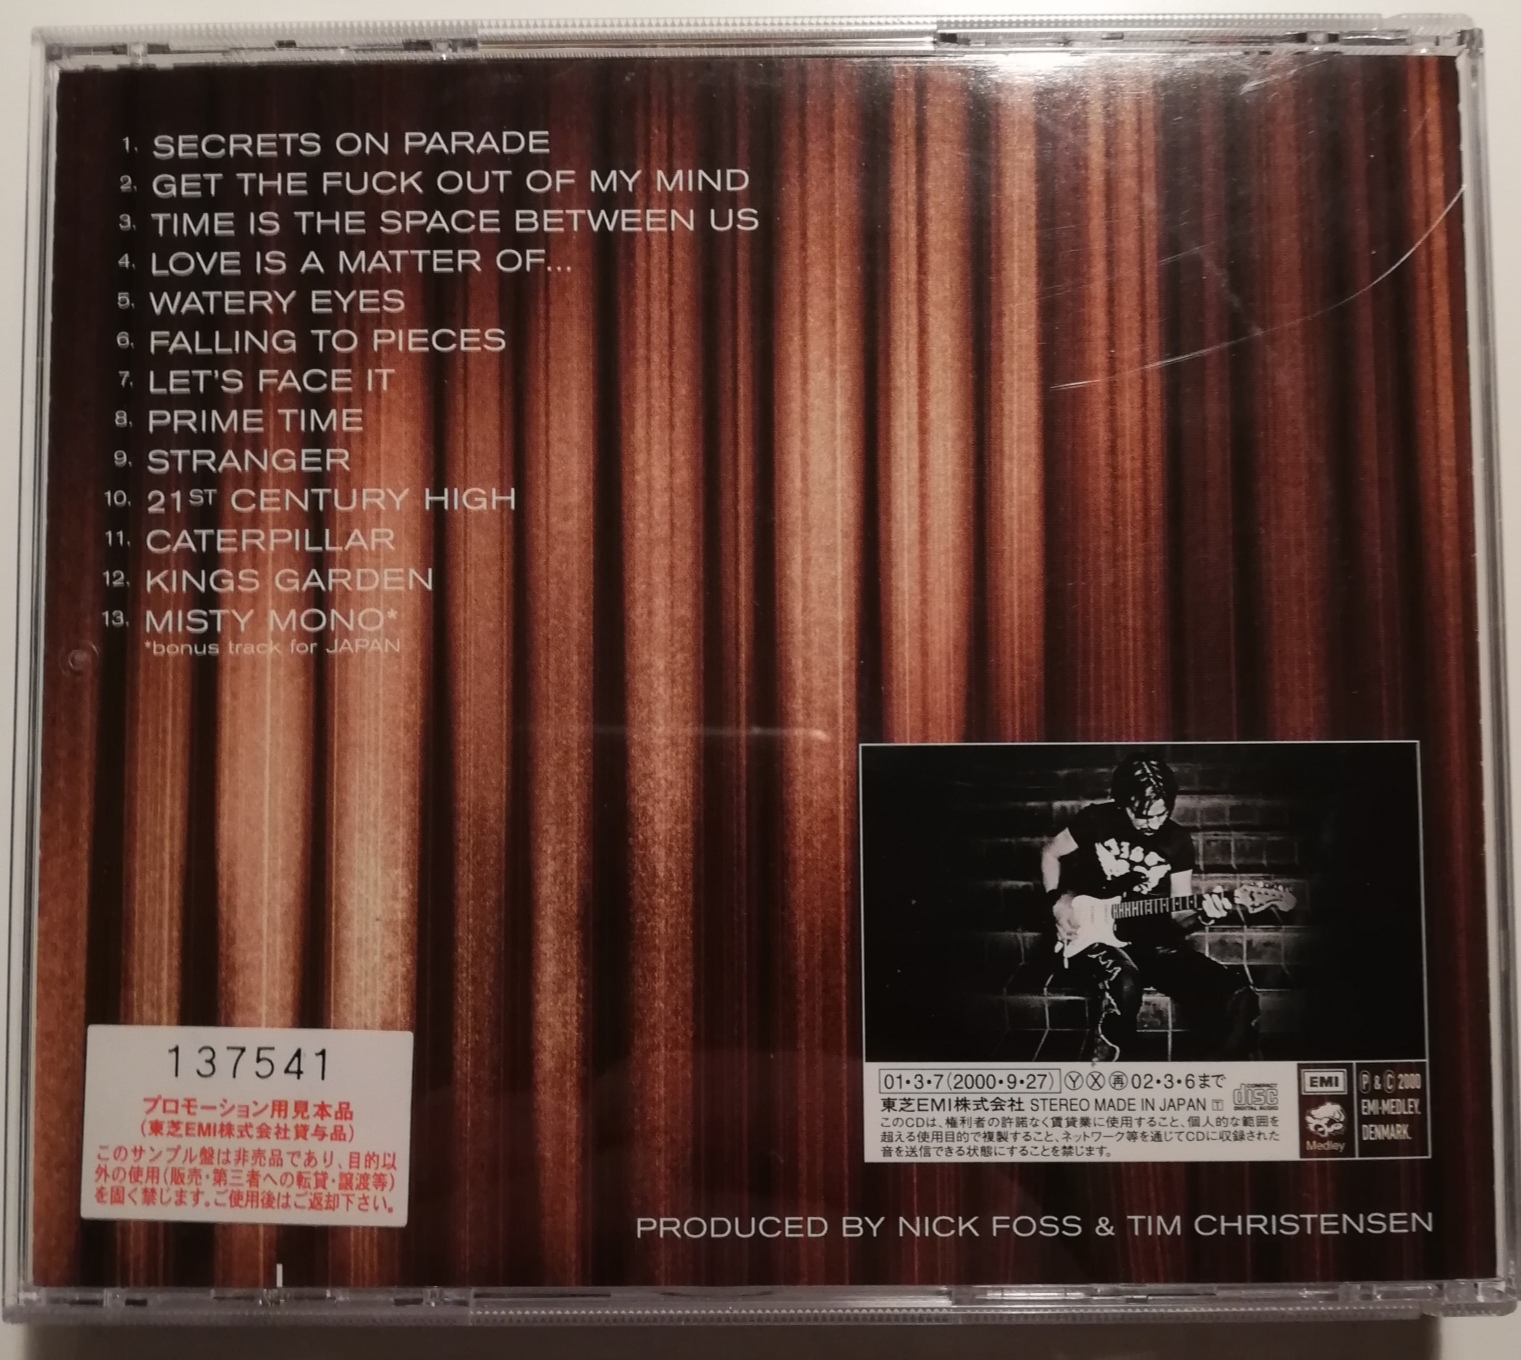 1. SECRETS ON PARADE
2. GET THE FUCK OUT OF MY MIND
3. TIME IS THE SPACE BETWEEN US
4. LOVE IS A MATTER OF...
5. WATERY EYES
6. FALLING TO PIECES
7. LET'S FACE IT
8. PRIME TIME
9. STRANGER
10. 21ST CENTURY HIGH
11. CATERPILLAR
12. KINGS GARDEN
13. MISTY MONO*
*bonus track for JAPAN
137541
プロモーション用見本品
(東芝EMI株式会社貸与品)
このサンプル盤は非売品であり、目的以
外の使用(販売・第三者への転貸・譲渡等)
を固く禁じます。ご使用後はご返却下さい。
01・3・7(2000・9・27)ⓎⓍ㊢02・3・6まで
東芝EMI株式会社 STEREO MADE IN JAPAN T
このCDは、権利者の許諾なく賃貸業に使用すること、個人的な範囲を
超える使用目的で複製すること、ネットワーク等を通じてCDに収録された
音を送信できる状態にすることを禁じます。
COMPACT
disc
DIGITAL AUDIO
EMI
Medley
Ⓟ & Ⓒ 2000
EMI-MEDLEY,
DENMARK.
PRODUCED BY NICK FOSS & TIM CHRISTENSEN